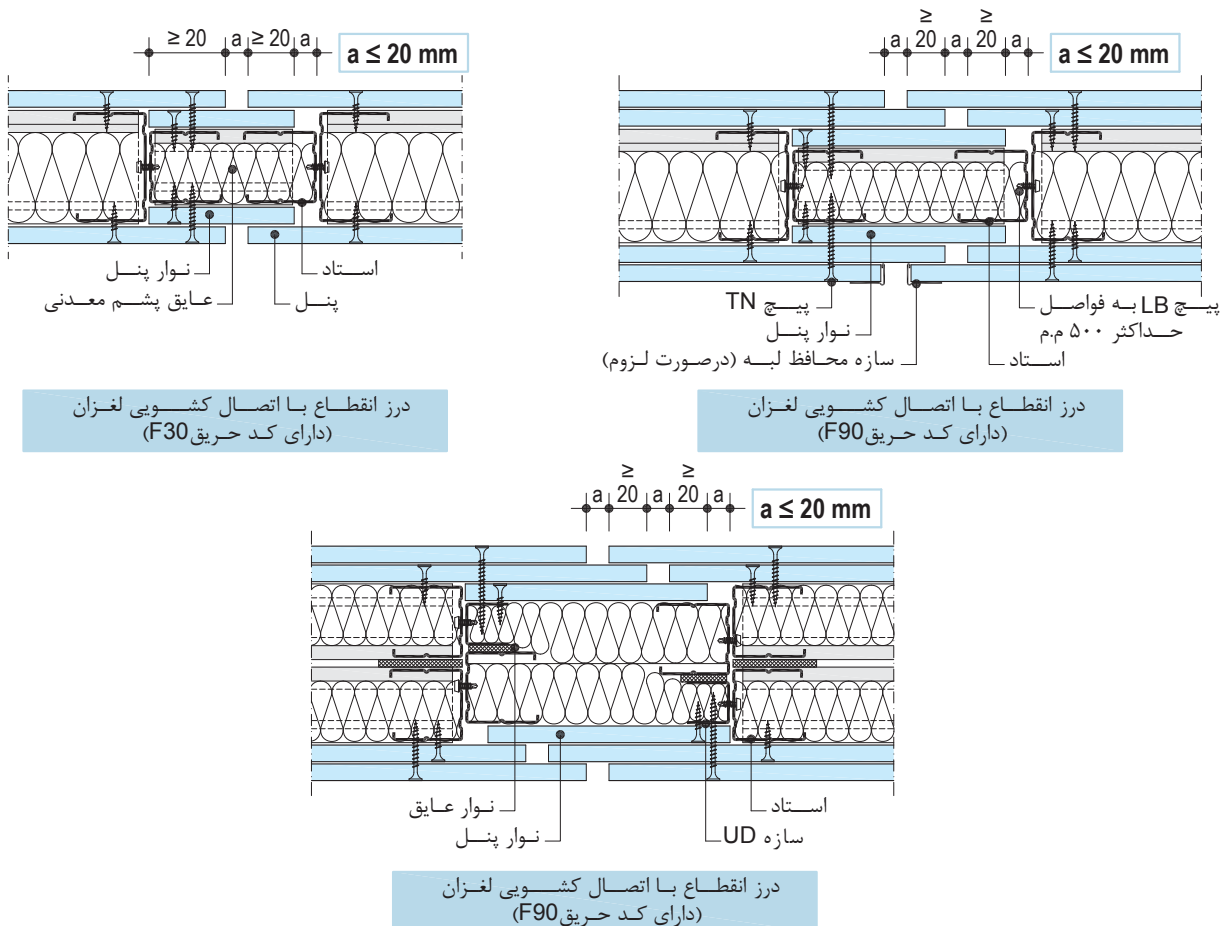 ≥ 20 a ≥ 20 a
a ≤ 20 mm
نوار پنل
عایق پشم معدنی
استاد
پنل
درز انقطاع با اتصال کشویی لغزان
(دارای کد حریق F30)
≥ ≥
a 20 a 20 a
a ≤ 20 mm
پیچ TN
نوار پنل
سازه محافظ لبه (درصورت لزوم)
پیچ LB به فواصل
حداکثر ۵۰۰ م.م
استاد
درز انقطاع با اتصال کشویی لغزان
(دارای کد حریق F90)
≥ ≥
a 20 a 20 a
a ≤ 20 mm
نوار عایق
نوار پنل
استاد
سازه UD
درز انقطاع با اتصال کشویی لغزان
(دارای کد حریق F90)